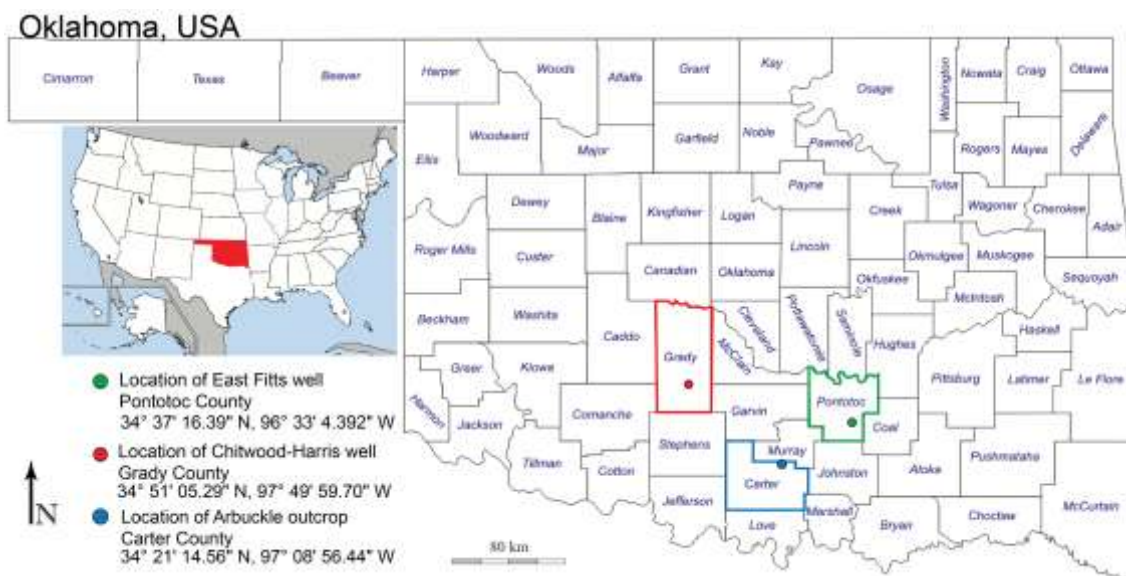 Oklahoma, USA
Cimarron
Texas
Beaver
Harper
Woods
Alfalfa
Grant
Kay
Osage
Washington
Nowata
Craig
Ottawa
Woodward
Ellis
Major
Garfield
Noble
Pawnee
Rogers
Mayes
Delaware
Dewey
Blaine
Kingfisher
Logan
Payne
Creek
Tulsa
Wagoner
Cherokee
Adair
Roger Mills
Custer
Canadian
Oklahoma
Lincoln
Okfuskee
Okmulgee
Muskogee
Sequoyah
McIntosh
Beckham
Washita
Caddo
Grady
McClain
Cleveland
Pottawatomie
Seminole
Hughes
Haskell
Pittsburg
Latimer
Le Flore
Greer
Kiowa
Harmon
Jackson
Comanche
Garvin
Pontotoc
Coal
Tillman
Cotton
Stephens
Murray
Carter
Johnston
Atoka
Pushmataha
McCurtain
Jefferson
Love
Marshall
Bryan
Choctaw
Location of East Fitts well
Pontotoc County
34° 37' 16.39" N, 96° 33' 4.392" W
Location of Chitwood-Harris well
Grady County
34° 51' 05.29" N, 97° 49' 59.70" W
Location of Arbuckle outcrop
Carter County
34° 21' 14.56" N, 97° 08' 56.44" W
N
80 km